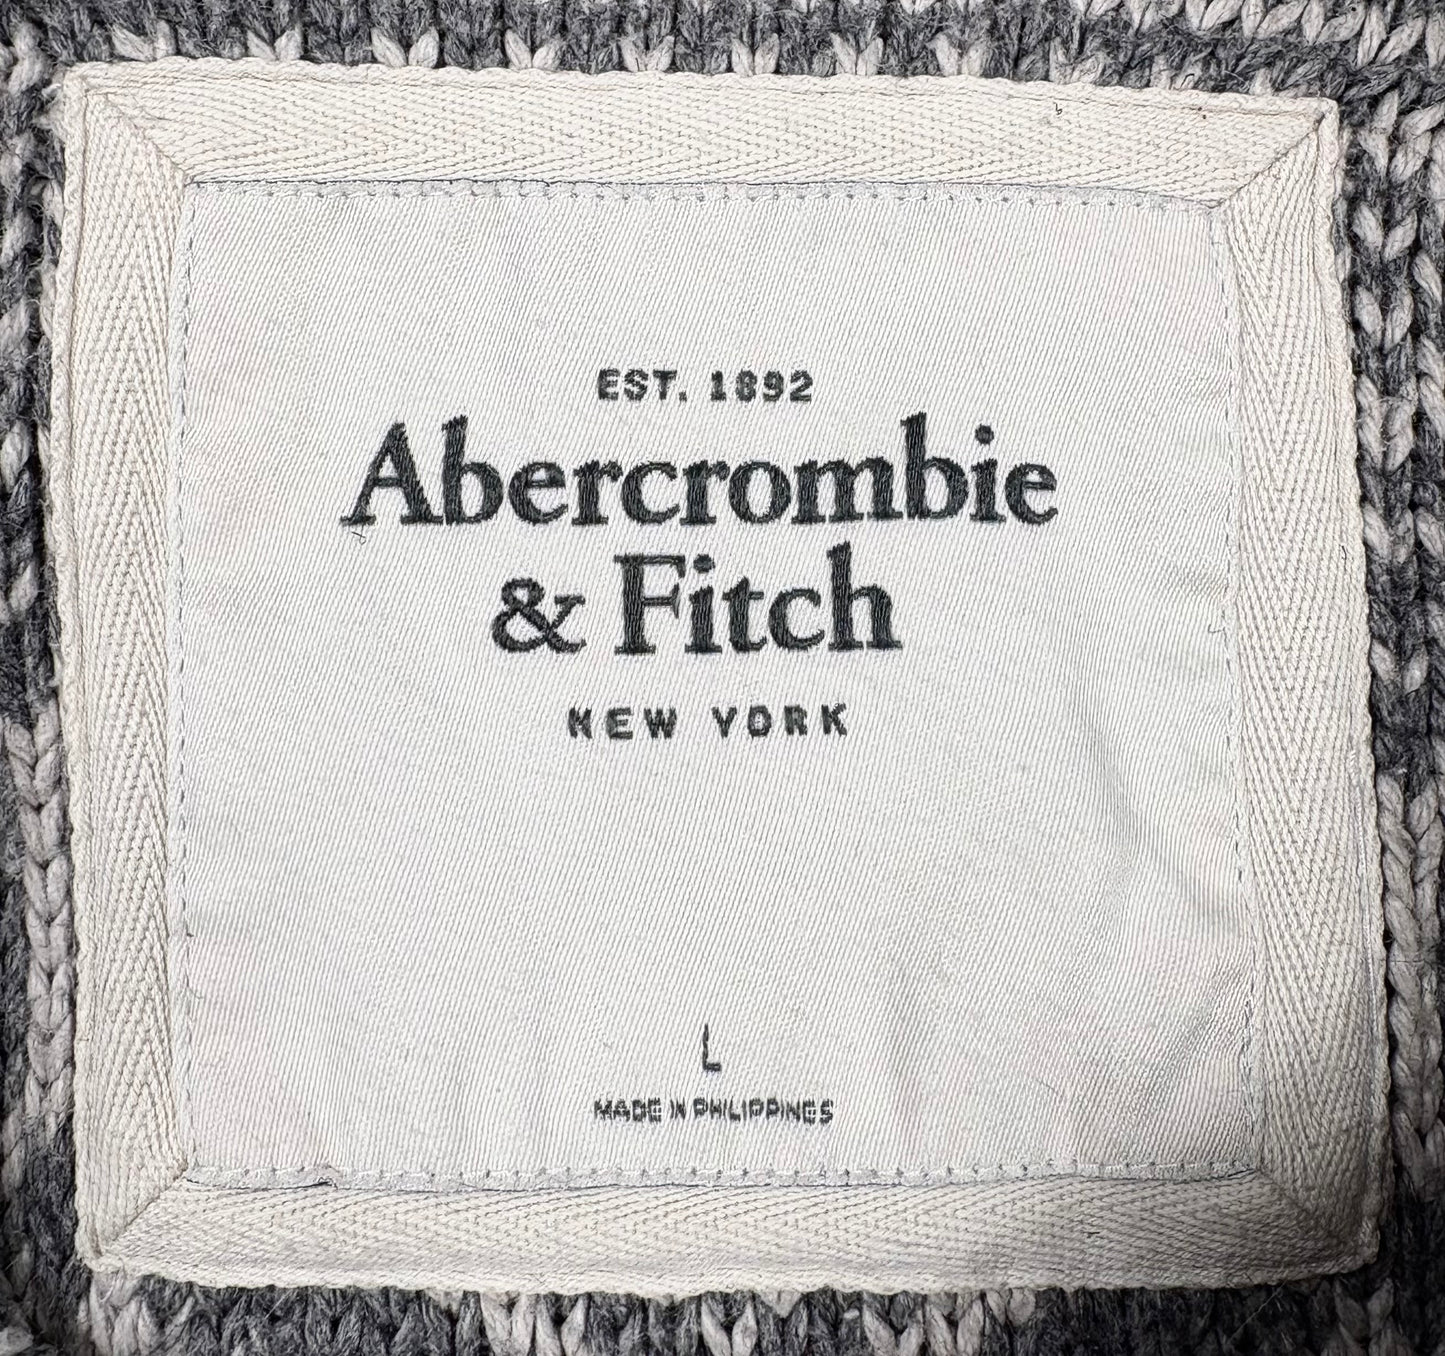 EST. 1892
Abercrombie
& Fitch
NEW YORK
L
MADE IN PHILIPPINES